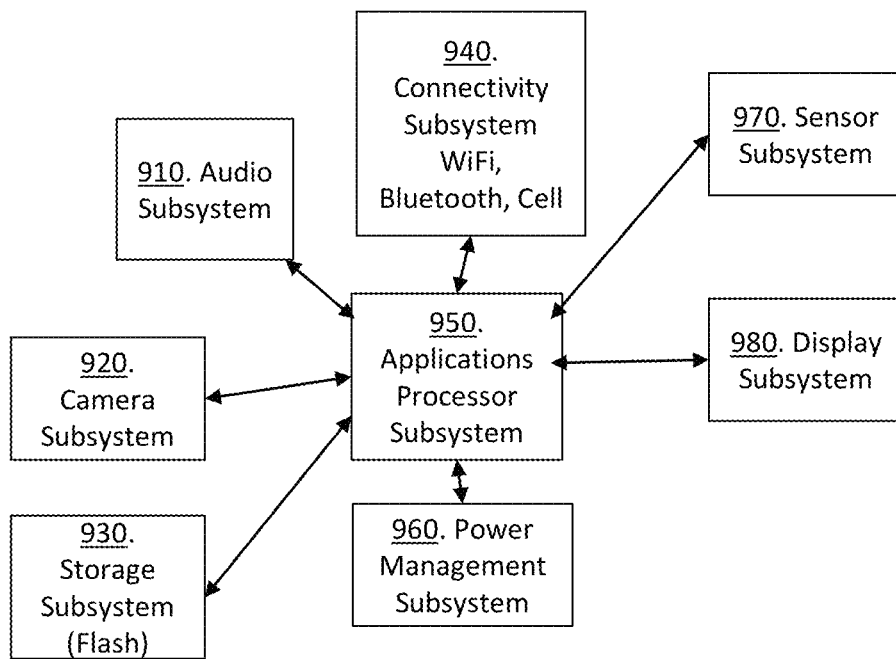 940.
Connectivity
Subsystem
WiFi,
Bluetooth, Cell
910. Audio
Subsystem
970. Sensor
Subsystem
950.
Applications
Processor
Subsystem
920.
Camera
Subsystem
980. Display
Subsystem
930.
Storage
Subsystem
(Flash)
960. Power
Management
Subsystem